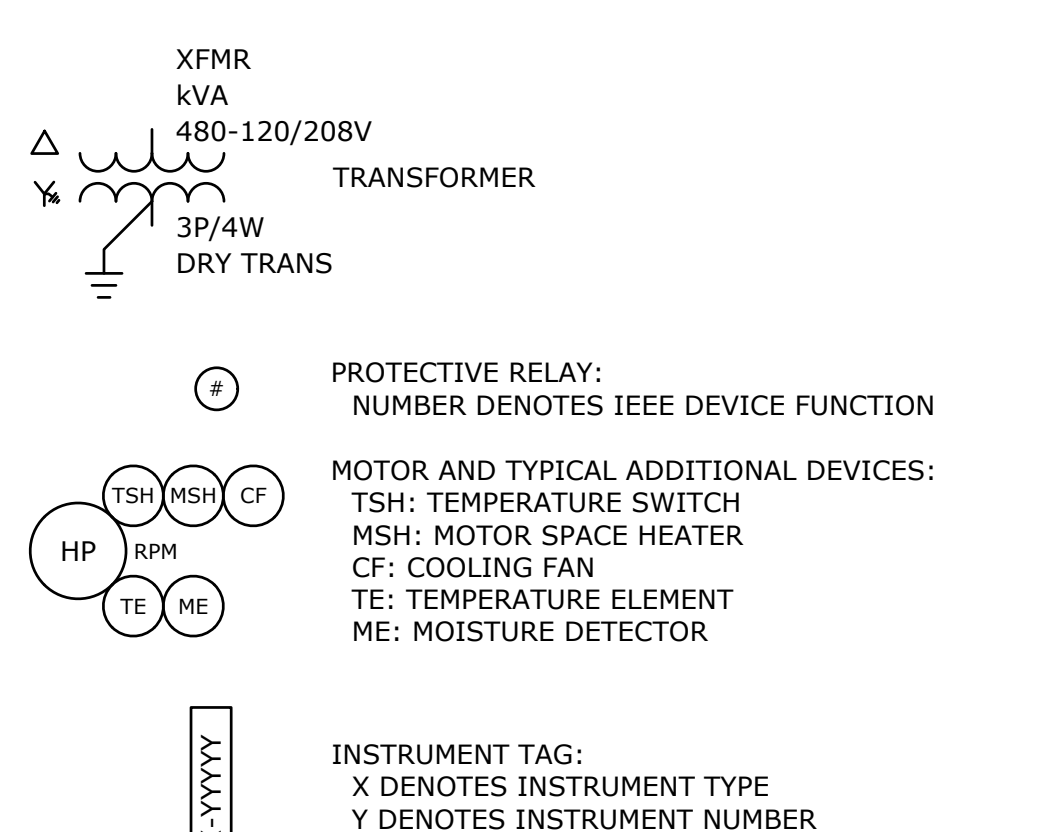 XFMR
kVA
480-120/208V
TRANSFORMER
3P/4W
DRY TRANS
#
PROTECTIVE RELAY:
NUMBER DENOTES IEEE DEVICE FUNCTION
TSH MSH CF
HP RPM
TE ME
MOTOR AND TYPICAL ADDITIONAL DEVICES:
TSH: TEMPERATURE SWITCH
MSH: MOTOR SPACE HEATER
CF: COOLING FAN
TE: TEMPERATURE ELEMENT
ME: MOISTURE DETECTOR
-YYYYY
INSTRUMENT TAG:
X DENOTES INSTRUMENT TYPE
Y DENOTES INSTRUMENT NUMBER